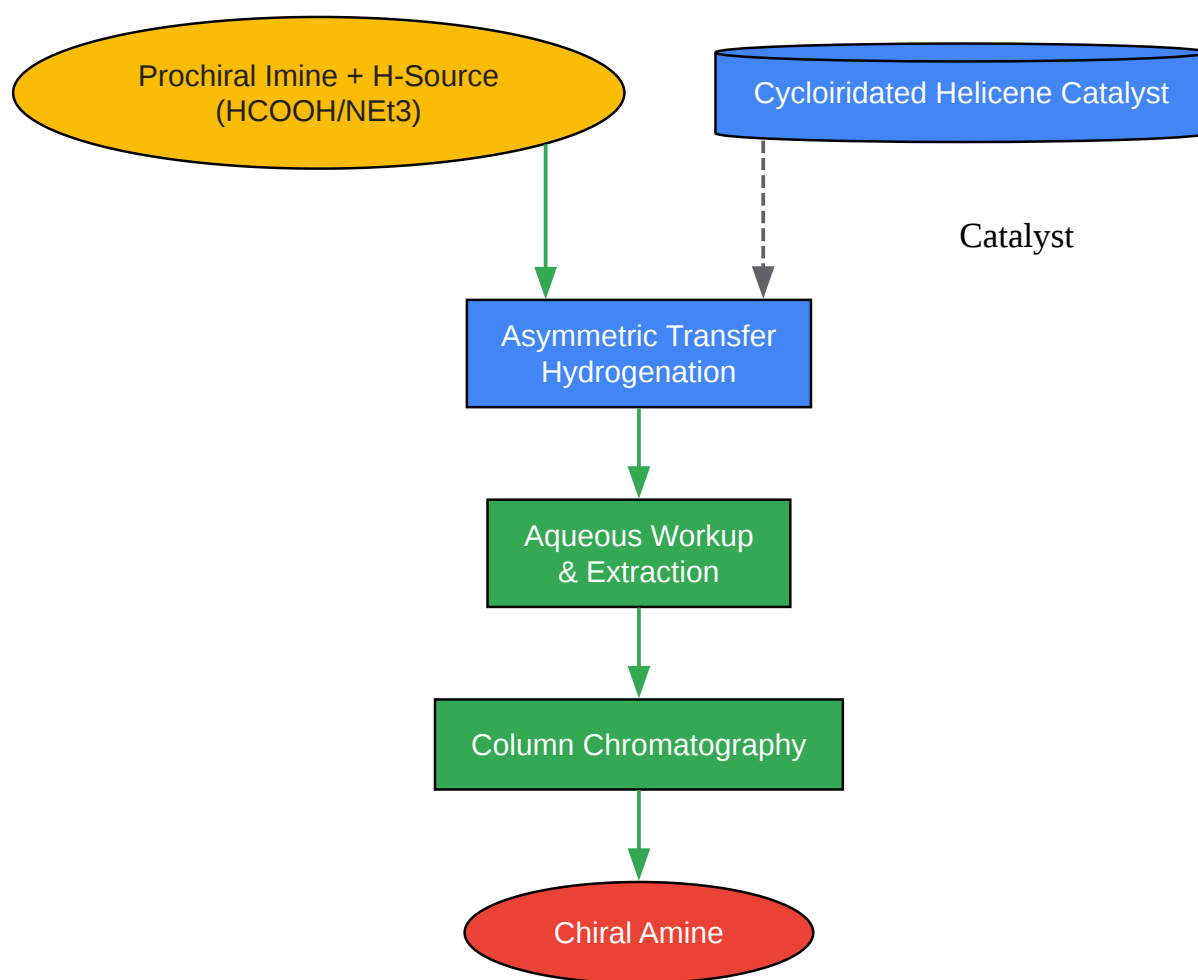 Prochiral Imine + H-Source
(HCOOH/NEt3)
Cycloiridated Helicene Catalyst
Catalyst
Asymmetric Transfer
Hydrogenation
Aqueous Workup
& Extraction
Column Chromatography
Chiral Amine